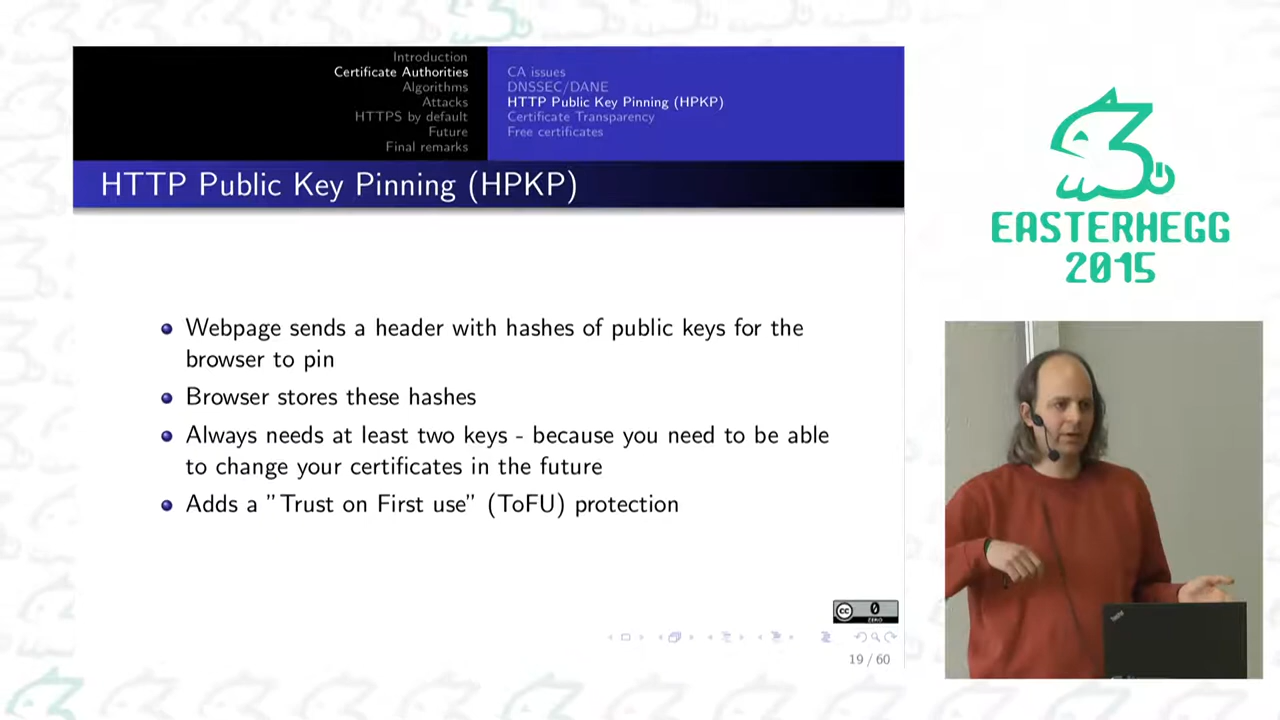 Introduction
Certificate Authorities
Algorithms
Attacks
HTTPS by default
Future
Final remarks
CA issues
DNSSEC/DANE
HTTP Public Key Pinning (HPKP)
Certificate Transparency
Free certificates
HTTP Public Key Pinning (HPKP)
Webpage sends a header with hashes of public keys for the
browser to pin
Browser stores these hashes
Always needs at least two keys - because you need to be able
to change your certificates in the future
Adds a "Trust on First use" (ToFU) protection
cc 0
ZERO
19 / 60
EASTERHEGG
2015
ThinkPad